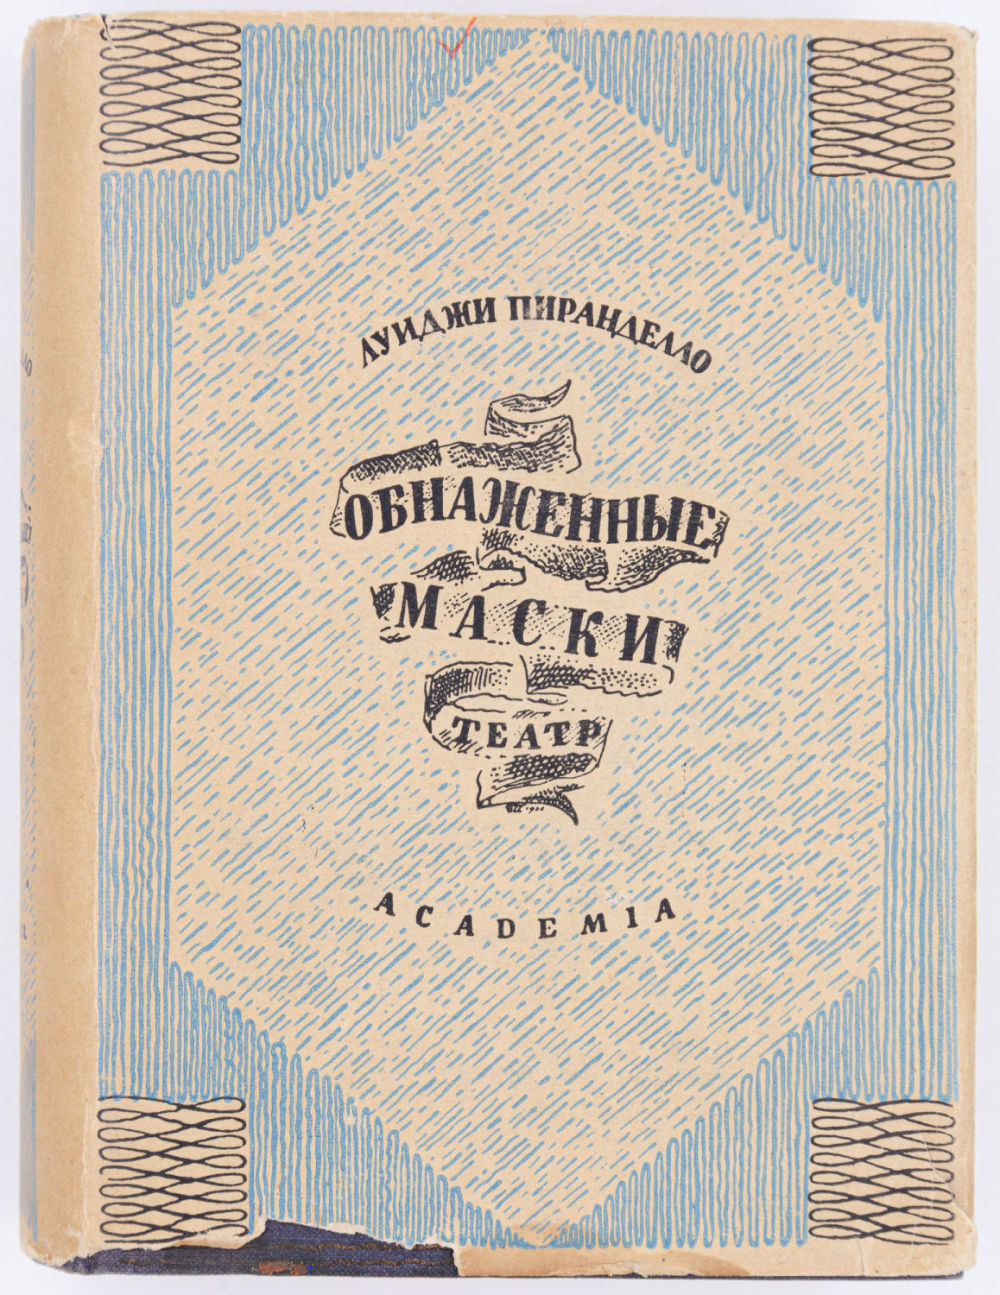 ЛУИДЖИ ПИРАНДЕЛЛО
ОБНАЖЕННЫЕ
МАСКИ
ТЕАТР
ACADEMIA